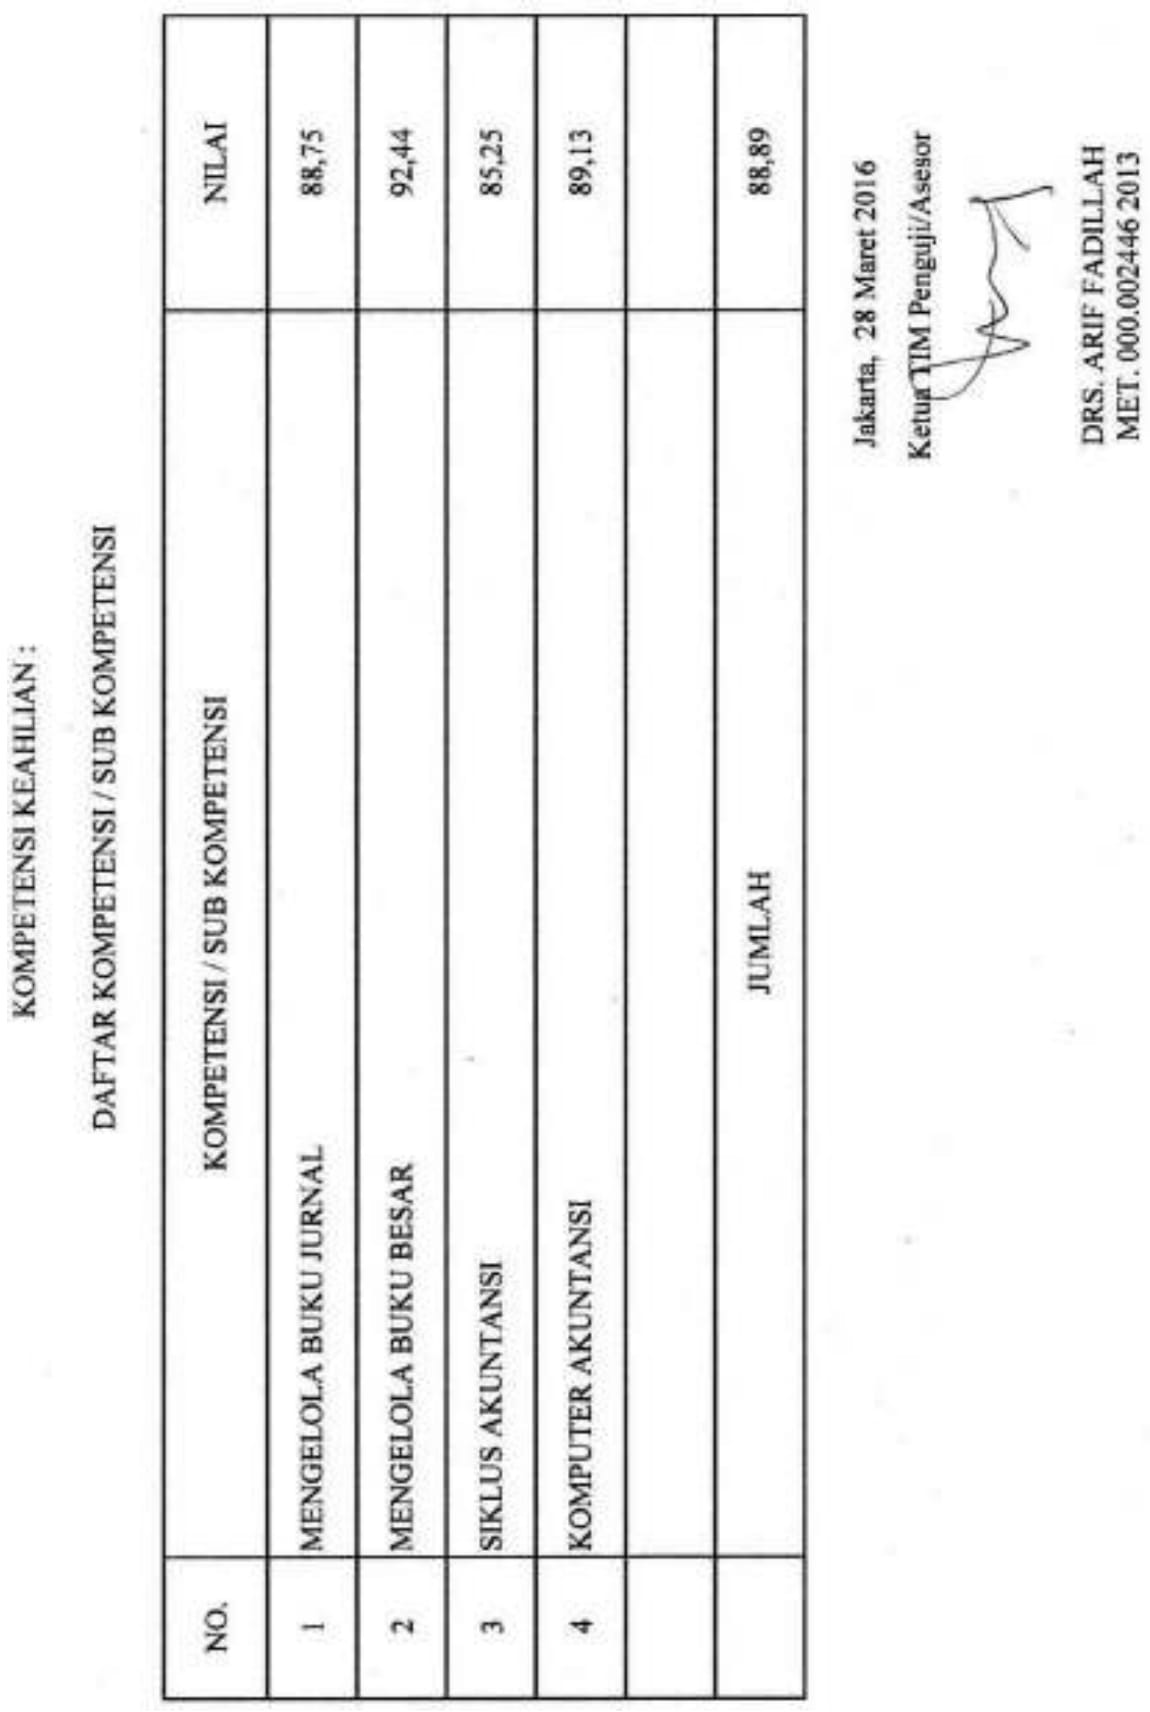 KOMPETENSI KEAHLIAN :
DAFTAR KOMPETENSI / SUB KOMPETENSI
NO. KOMPETENSI / SUB KOMPETENSI NILAI
1 MENGELOLA BUKU JURNAL 88,75
2 MENGELOLA BUKU BESAR 92,44
3 SIKLUS AKUNTANSI 85,25
4 KOMPUTER AKUNTANSI 89,13
JUMLAH 88,89
Jakarta, 28 Maret 2016
Ketua TIM Penguji/Asesor
DRS. ARIF FADILLAH
MET. 000.002446 2013